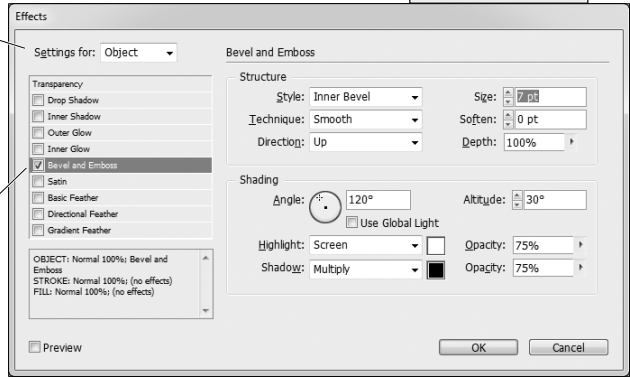 Effects
Settings for: Object
Transparency
Drop Shadow
Inner Shadow
Outer Glow
Inner Glow
Bevel and Emboss
Satin
Basic Feather
Directional Feather
Gradient Feather
OBJECT: Normal 100%; Bevel and
Emboss
STROKE: Normal 100%; (no effects)
FILL: Normal 100%; (no effects)
Preview
Bevel and Emboss
Structure
Style: Inner Bevel
Size: 7 pt
Technique: Smooth
Soften: 0 pt
Direction: Up
Depth: 100%
Shading
Angle: 120°
Altitude: 30°
Use Global Light
Highlight: Screen
Opacity: 75%
Shadow: Multiply
Opacity: 75%
OK
Cancel